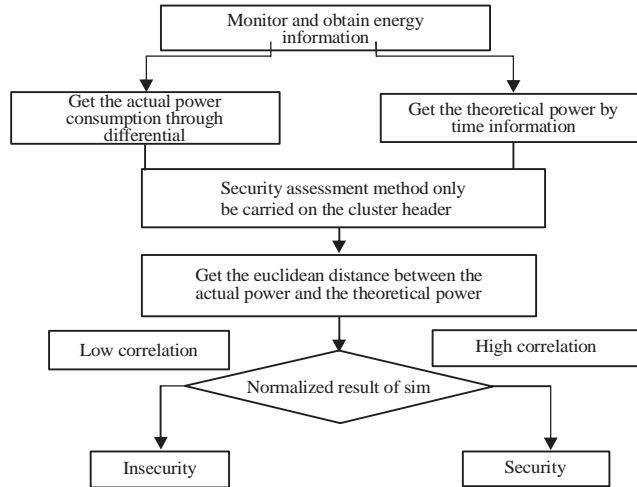 Monitor and obtain energy
information
Get the actual power
consumption through
differential
Get the theoretical power by
time information
Security assessment method only
be carried on the cluster header
Get the euclidean distance between the
actual power and the theoretical power
Low correlation
High correlation
Normalized result of sim
Insecurity
Security